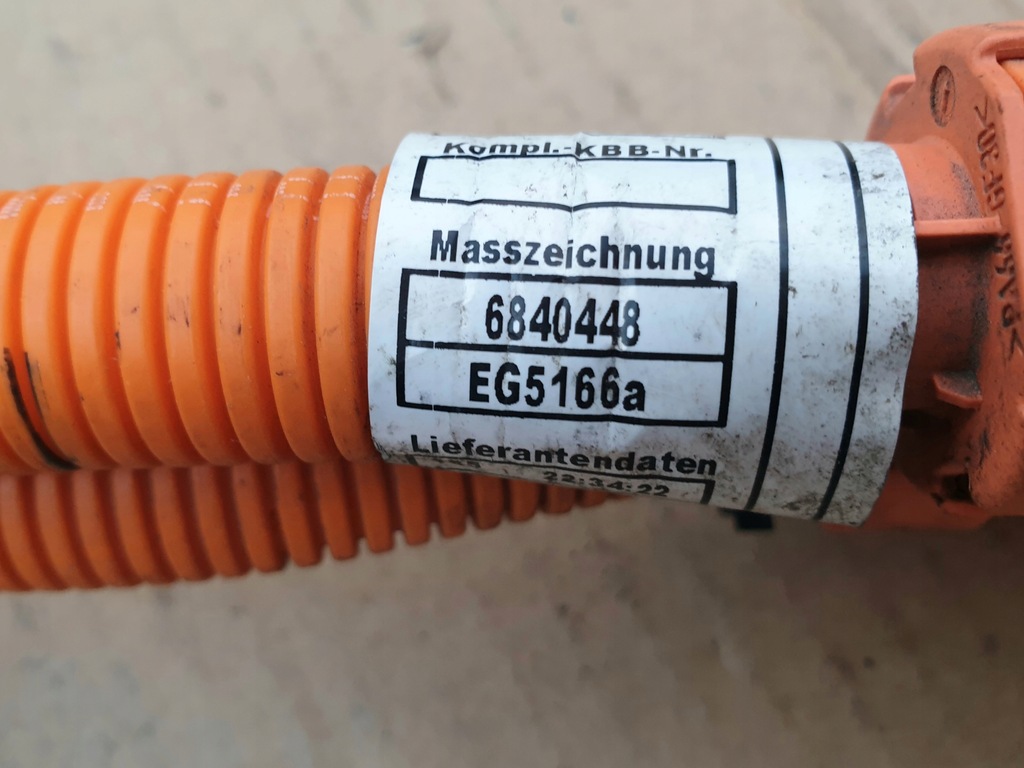 Kompl.-KBB-Nr.
Masszeichnung
6840448
EG5166a
Lieferantendaten
22:34:22